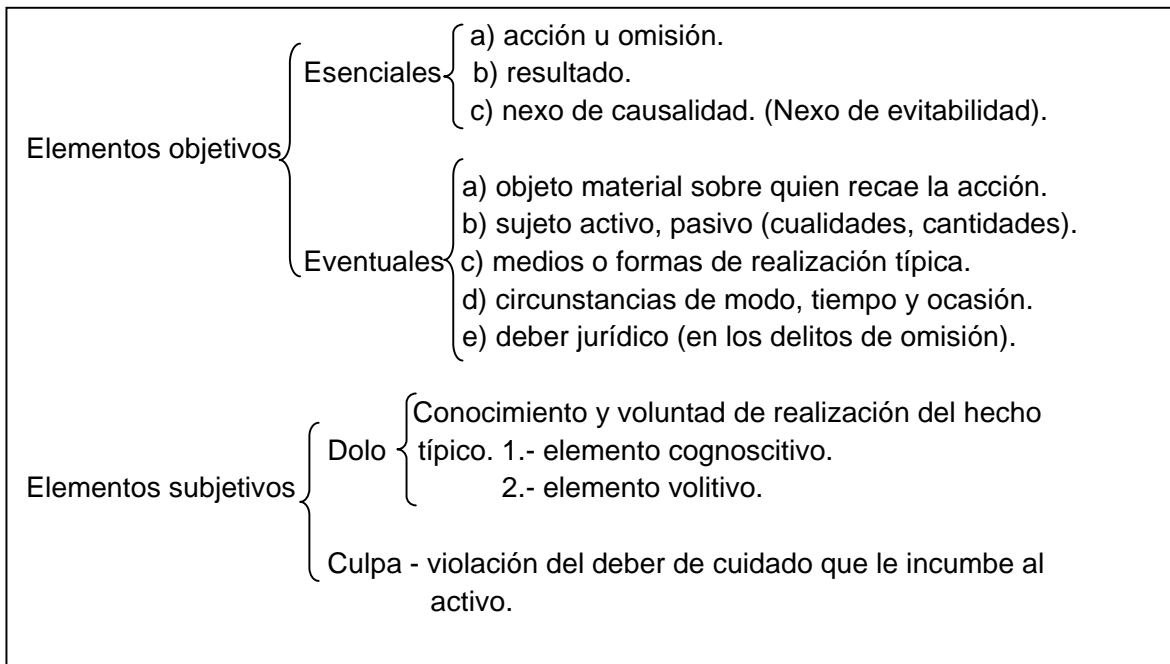 a) acción u omisión.
Esenciales b) resultado.
c) nexo de causalidad. (Nexo de evitabilidad).
Elementos objetivos
a) objeto material sobre quien recae la acción.
b) sujeto activo, pasivo (cualidades, cantidades).
Eventuales c) medios o formas de realización típica.
d) circunstancias de modo, tiempo y ocasión.
e) deber jurídico (en los delitos de omisión).
Conocimiento y voluntad de realización del hecho
Dolo típico. 1.- elemento cognoscitivo.
Elementos subjetivos 2.- elemento volitivo.
Culpa - violación del deber de cuidado que le incumbe al
activo.